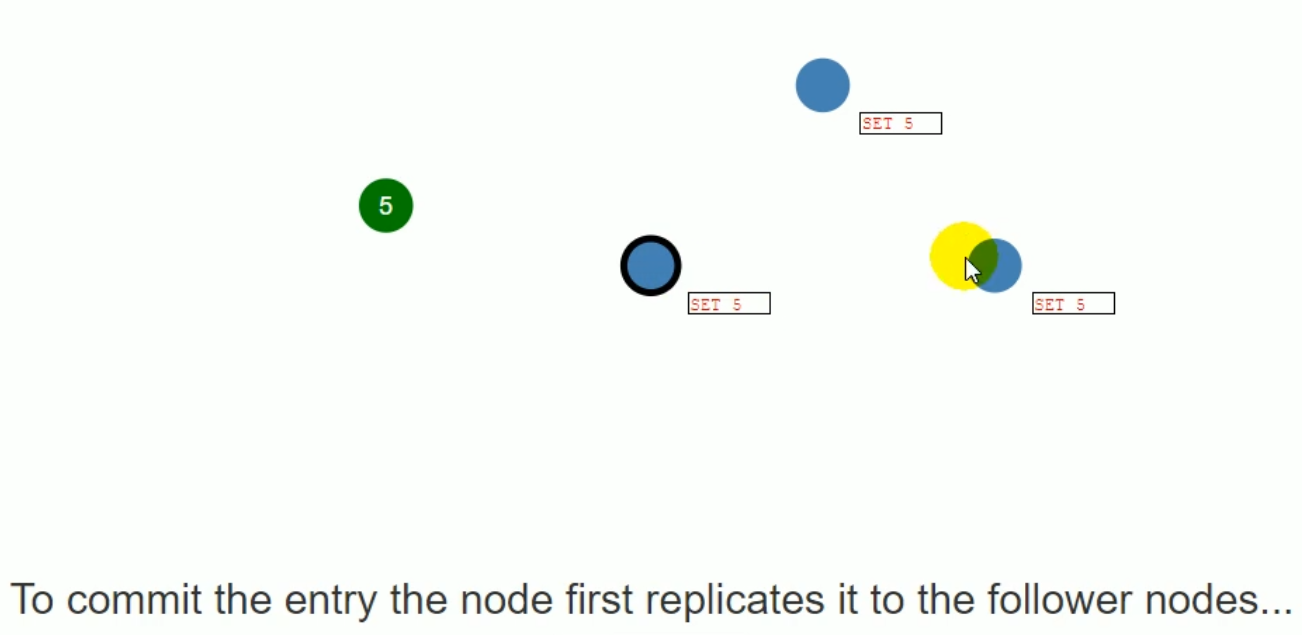 SET 5
5
SET 5
SET 5
To commit the entry the node first replicates it to the follower nodes...